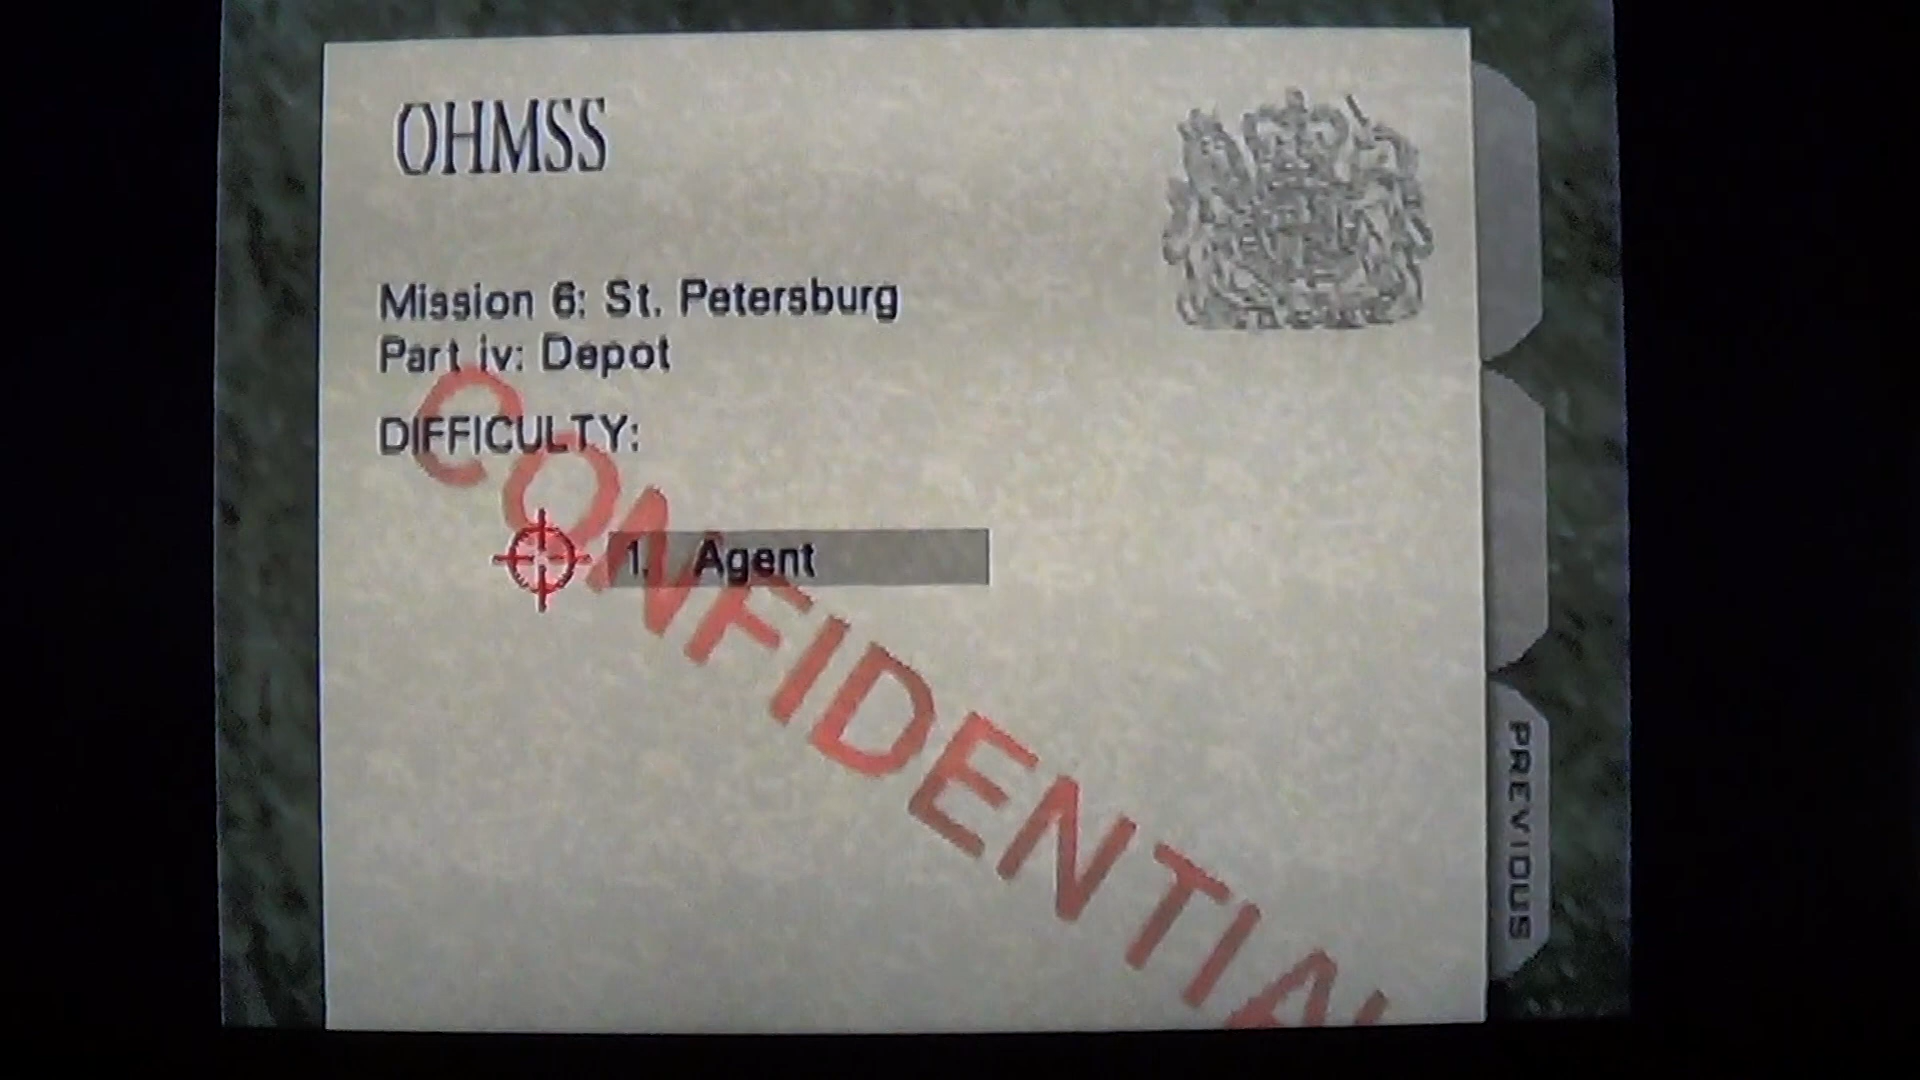 OHMSS
Mission 6: St. Petersburg
Part iv: Depot
DIFFICULTY:
1. Agent
CONFIDENTIAL
PREVIOUS